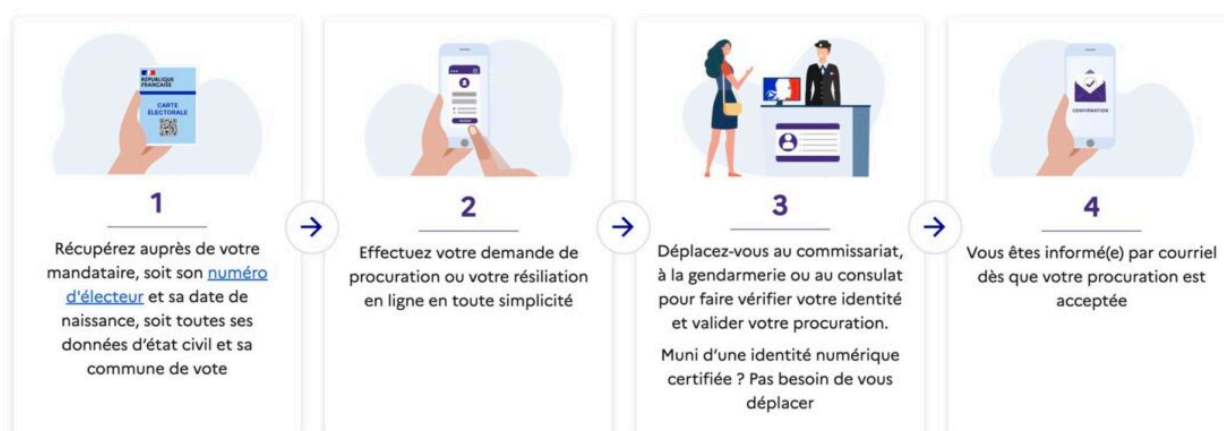 RÉPUBLIQUE
FRANÇAISE
CARTE
ÉLECTORALE
1
Récupérez auprès de votre
mandataire, soit son numéro
d'électeur et sa date de
naissance, soit toutes ses
données d'état civil et sa
commune de vote
2
Effectuez votre demande de
procuration ou votre résiliation
en ligne en toute simplicité
3
Déplacez-vous au commissariat,
à la gendarmerie ou au consulat
pour faire vérifier votre identité
et valider votre procuration.
Muni d'une identité numérique
certifiée ? Pas besoin de vous
déplacer
CONFIRMATION
4
Vous êtes informé(e) par courriel
dès que votre procuration est
acceptée